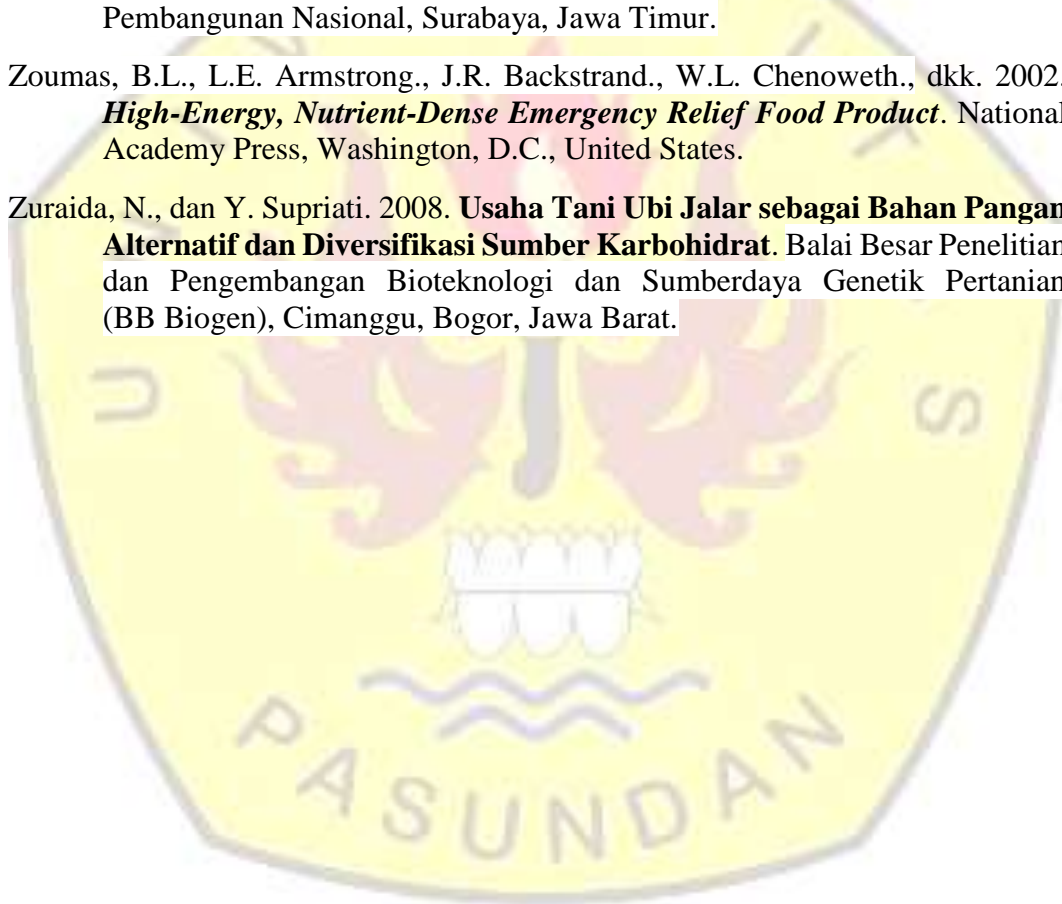 Pembangunan Nasional, Surabaya, Jawa Timur.
Zoumas, B.L., L.E. Armstrong., J.R. Backstrand., W.L. Chenoweth., dkk. 2002.
High-Energy, Nutrient-Dense Emergency Relief Food Product. National
Academy Press, Washington, D.C., United States.
Zuraida, N., dan Y. Supriati. 2008. Usaha Tani Ubi Jalar sebagai Bahan Pangan
Alternatif dan Diversifikasi Sumber Karbohidrat. Balai Besar Penelitian
dan Pengembangan Bioteknologi dan Sumberdaya Genetik Pertanian
(BB Biogen), Cimanggu, Bogor, Jawa Barat.
PASUNDAN